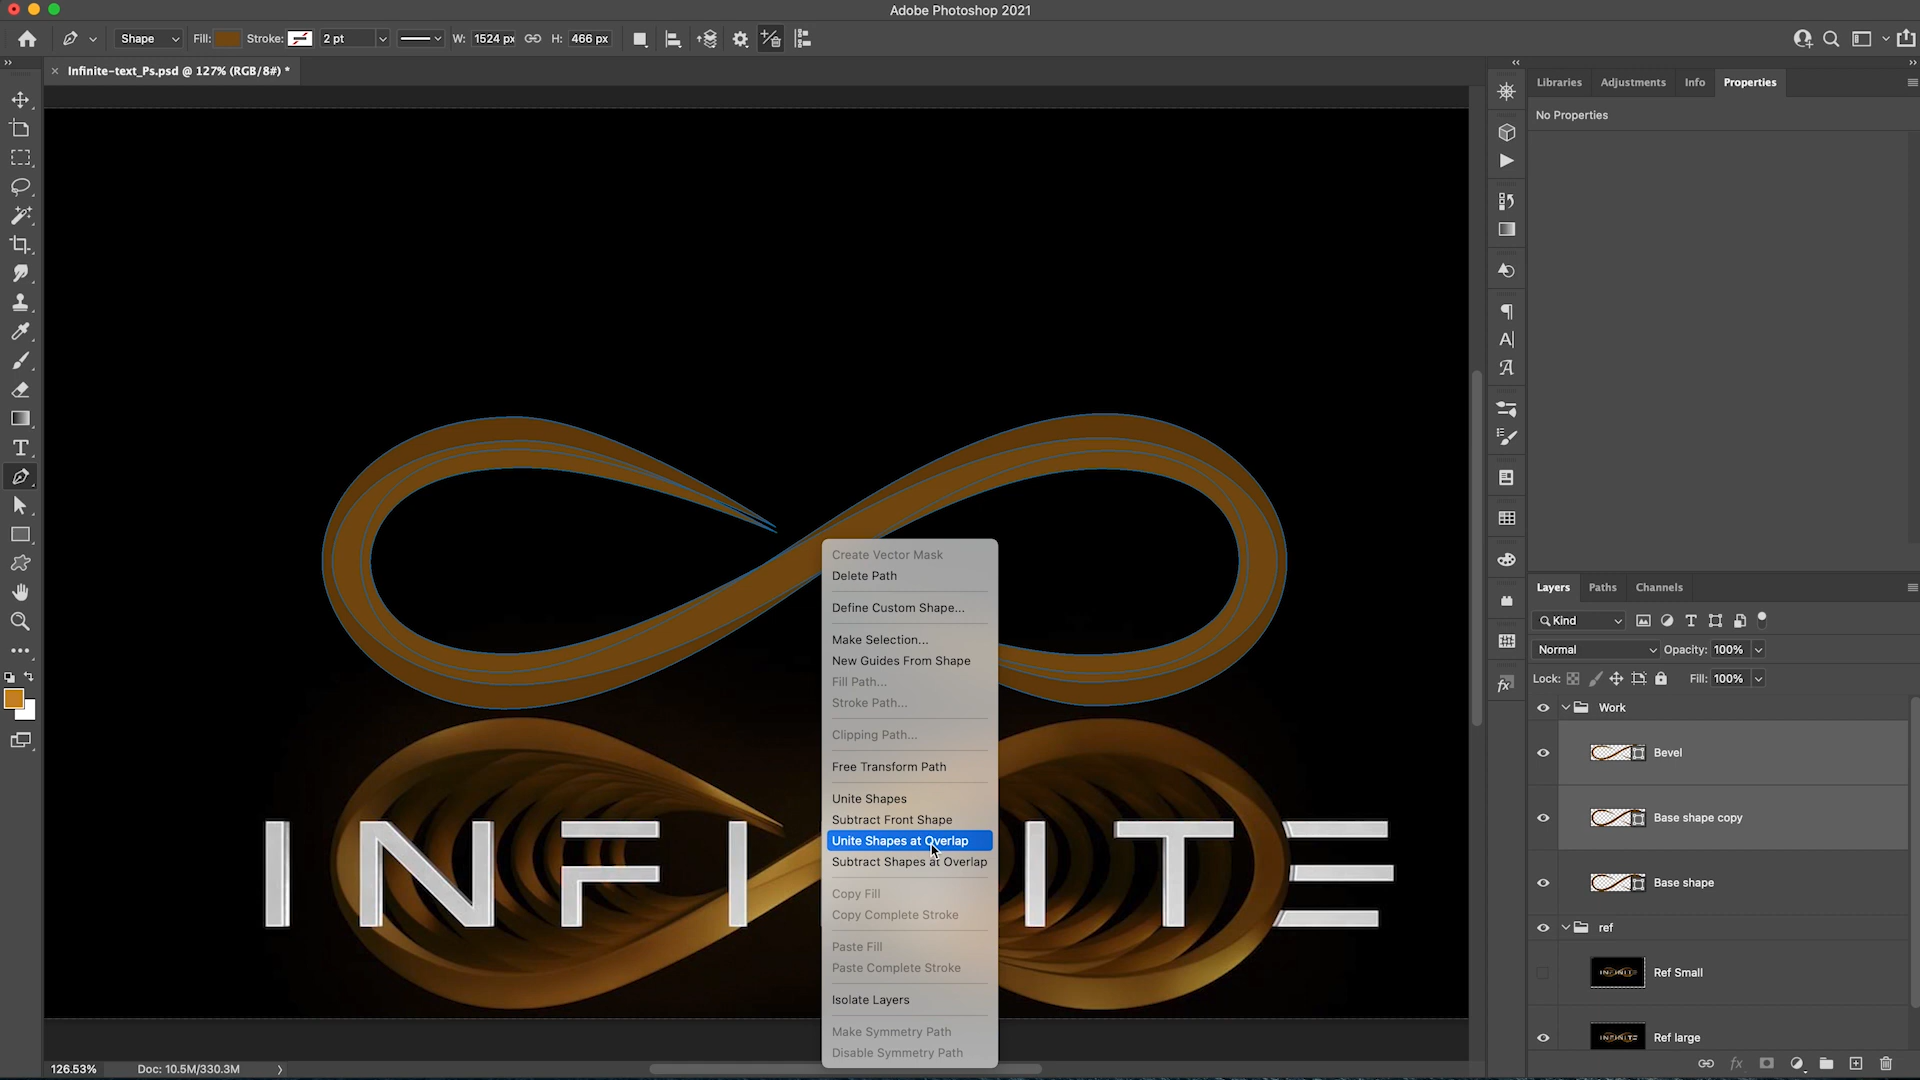 Adobe Photoshop 2021
Shape Fill: Stroke: 2 pt W: 1524 px H: 466 px
Infinite-text_Ps.psd @ 127% (RGB/8#) *
Libraries Adjustments Info Properties
No Properties
Create Vector Mask
Delete Path
Define Custom Shape...
Make Selection...
New Guides From Shape
Fill Path...
Stroke Path...
Clipping Path...
Free Transform Path
Unite Shapes
Subtract Front Shape
Unite Shapes at Overlap
Subtract Shapes at Overlap
Copy Fill
Copy Complete Stroke
Paste Fill
Paste Complete Stroke
Isolate Layers
Make Symmetry Path
Disable Symmetry Path
INFI ITE
Layers Paths Channels
Kind
Normal Opacity: 100%
Lock: Fill: 100%
Work
Bevel
Base shape copy
Base shape
ref
INFINITE
Ref Small
INFINITE
Ref large
126.53% Doc: 10.5M/330.3M